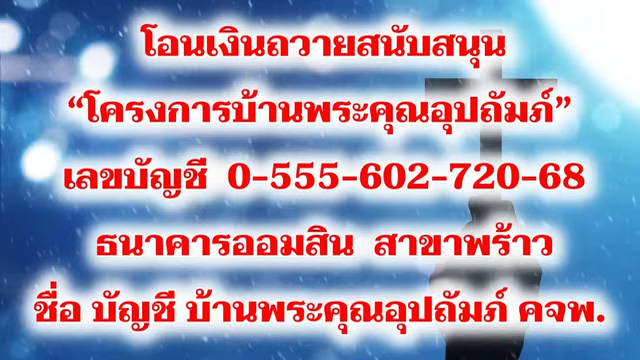 โอนเงินถวายสนับสนุน
“โครงการบ้านพระคุณอุปถัมภ์”
เลขบัญชี 0-555-602-720-68
ธนาคารออมสิน สาขาพร้าว
ชื่อ บัญชี บ้านพระคุณอุปถัมภ์ คจพ.